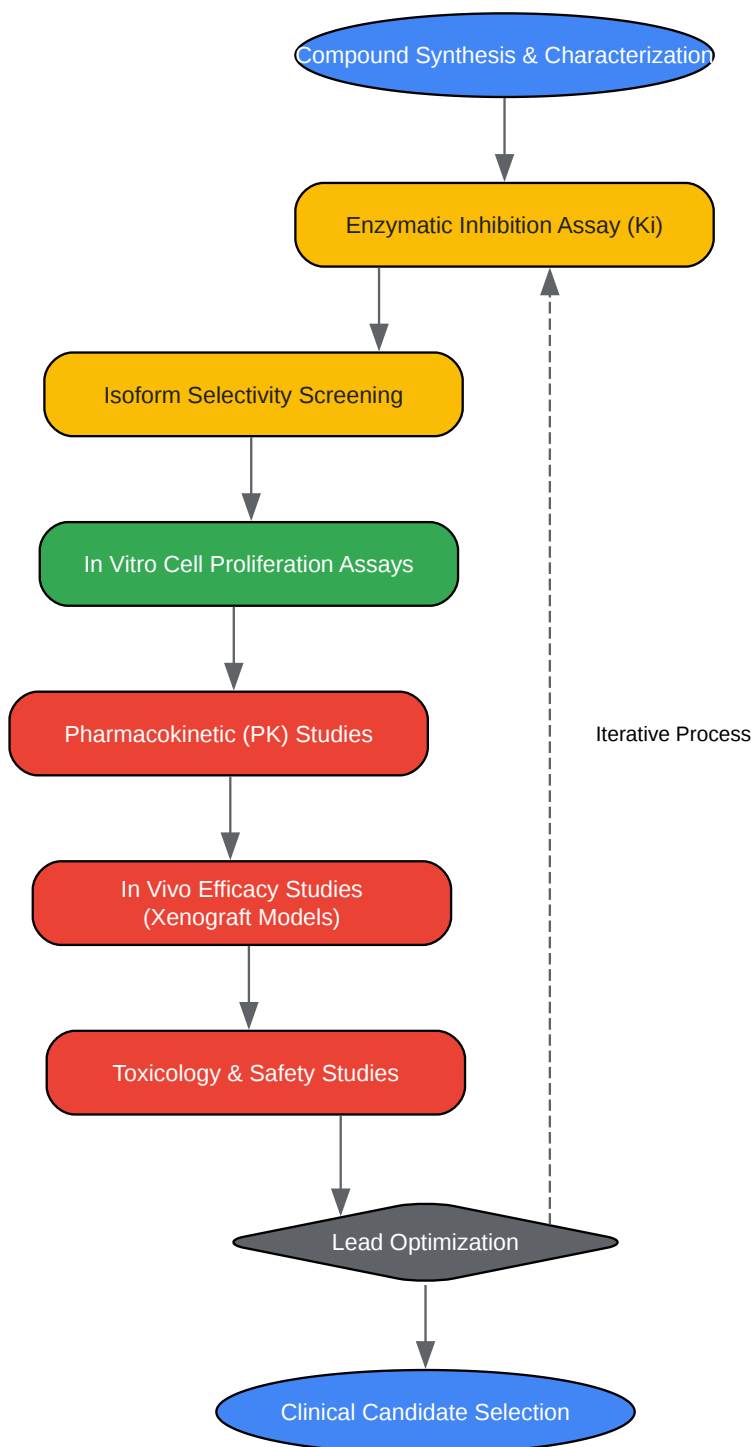 Compound Synthesis & Characterization
Enzymatic Inhibition Assay (Ki)
Isoform Selectivity Screening
In Vitro Cell Proliferation Assays
Pharmacokinetic (PK) Studies
Iterative Process
In Vivo Efficacy Studies
(Xenograft Models)
Toxicology & Safety Studies
Lead Optimization
Clinical Candidate Selection